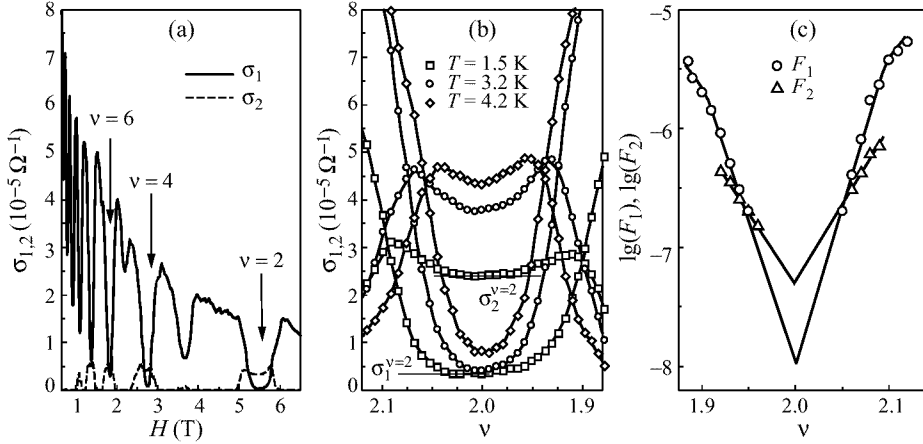 (a)
8
7
6
5
4
3
2
1
0
σ1,2 (10⁻⁵ Ω⁻¹)
σ1
σ2
ν = 6
ν = 4
ν = 2
1 2 3 4 5 6
H (T)
(b)
8
7
6
5
4
3
2
1
0
σ1,2 (10⁻⁵ Ω⁻¹)
T = 1.5 K
T = 3.2 K
T = 4.2 K
σ2^ν=2
σ1^ν=2
2.1 2.0 1.9
ν
(c)
−5
−6
−7
−8
lg(F1), lg(F2)
F1
F2
1.9 2.0 2.1
ν